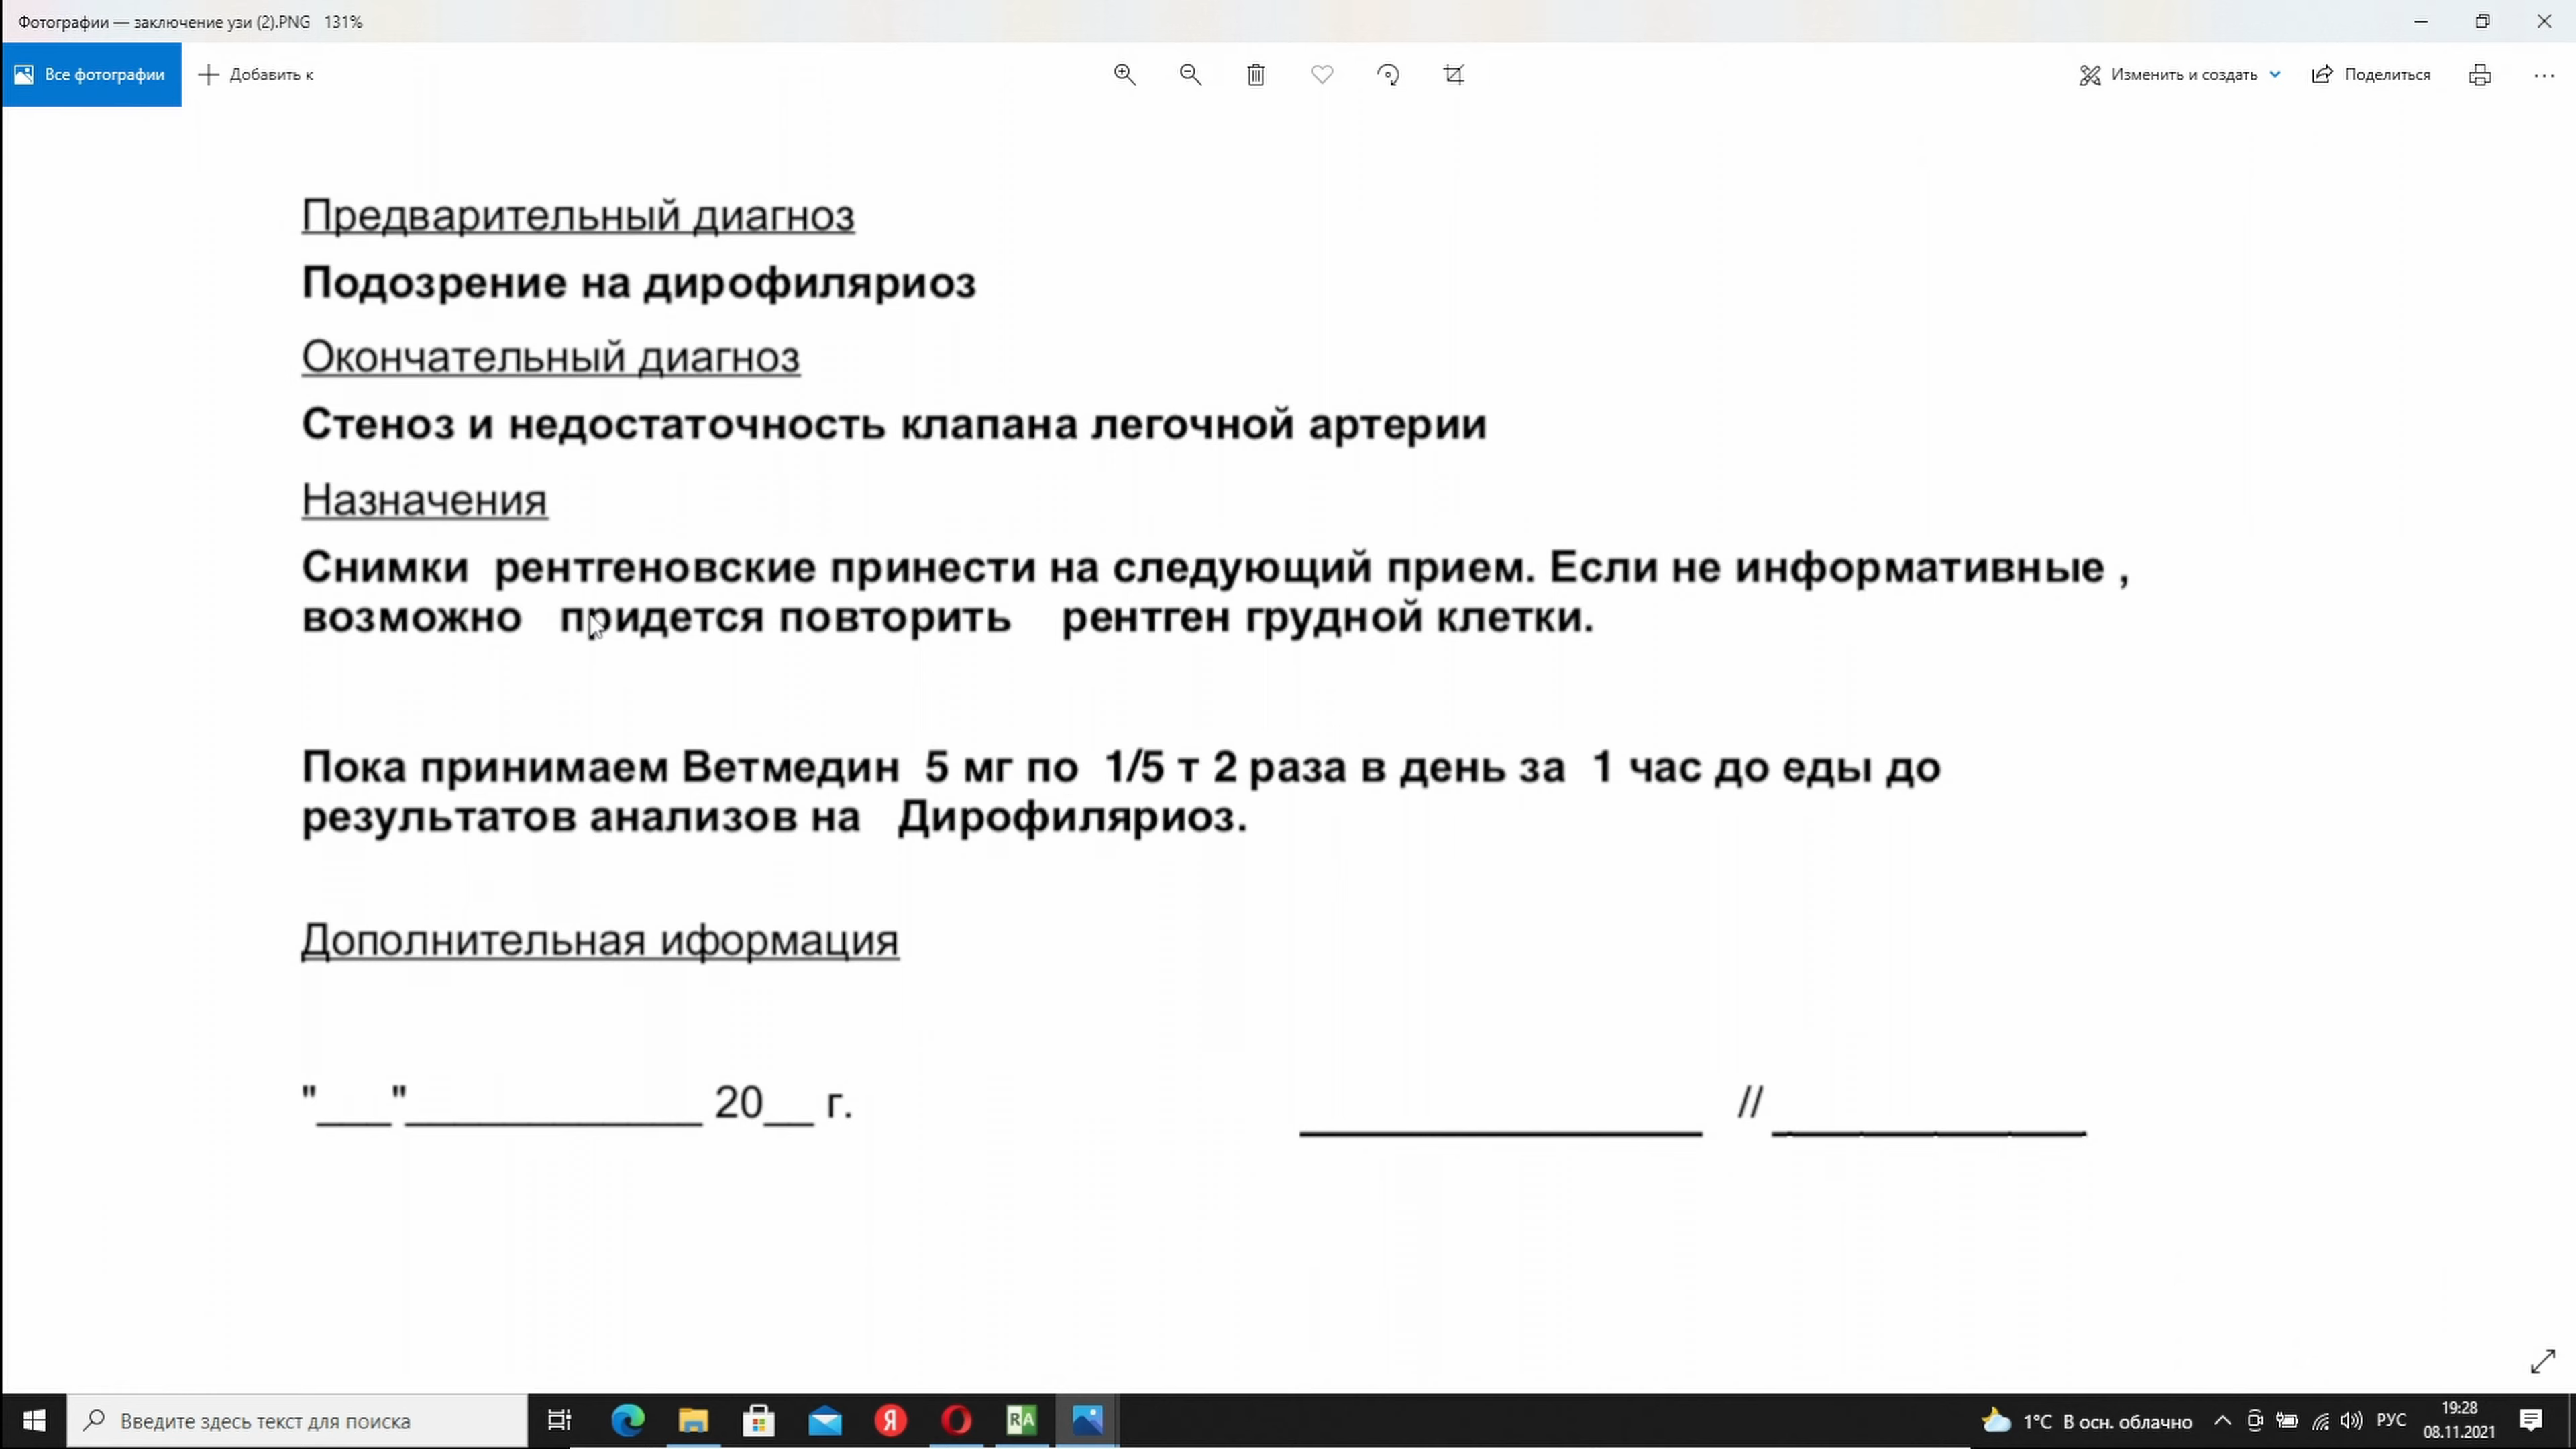 Фотографии — заключение узи (2).PNG 131%
Все фотографии
Добавить к
Изменить и создать
Поделиться
Предварительный диагноз
Подозрение на дирофиляриоз
Окончательный диагноз
Стеноз и недостаточность клапана легочной артерии
Назначения
Снимки рентгеновские принести на следующий прием. Если не информативные ,
возможно придется повторить рентген грудной клетки.
Пока принимаем Ветмедин 5 мг по 1/5 т 2 раза в день за 1 час до еды до
результатов анализов на Дирофиляриоз.
Дополнительная иформация
"___"____________ 20__ г. ________________ // _____________
Введите здесь текст для поиска
Я
RA
1°C В осн. облачно
РУС
19:28
08.11.2021